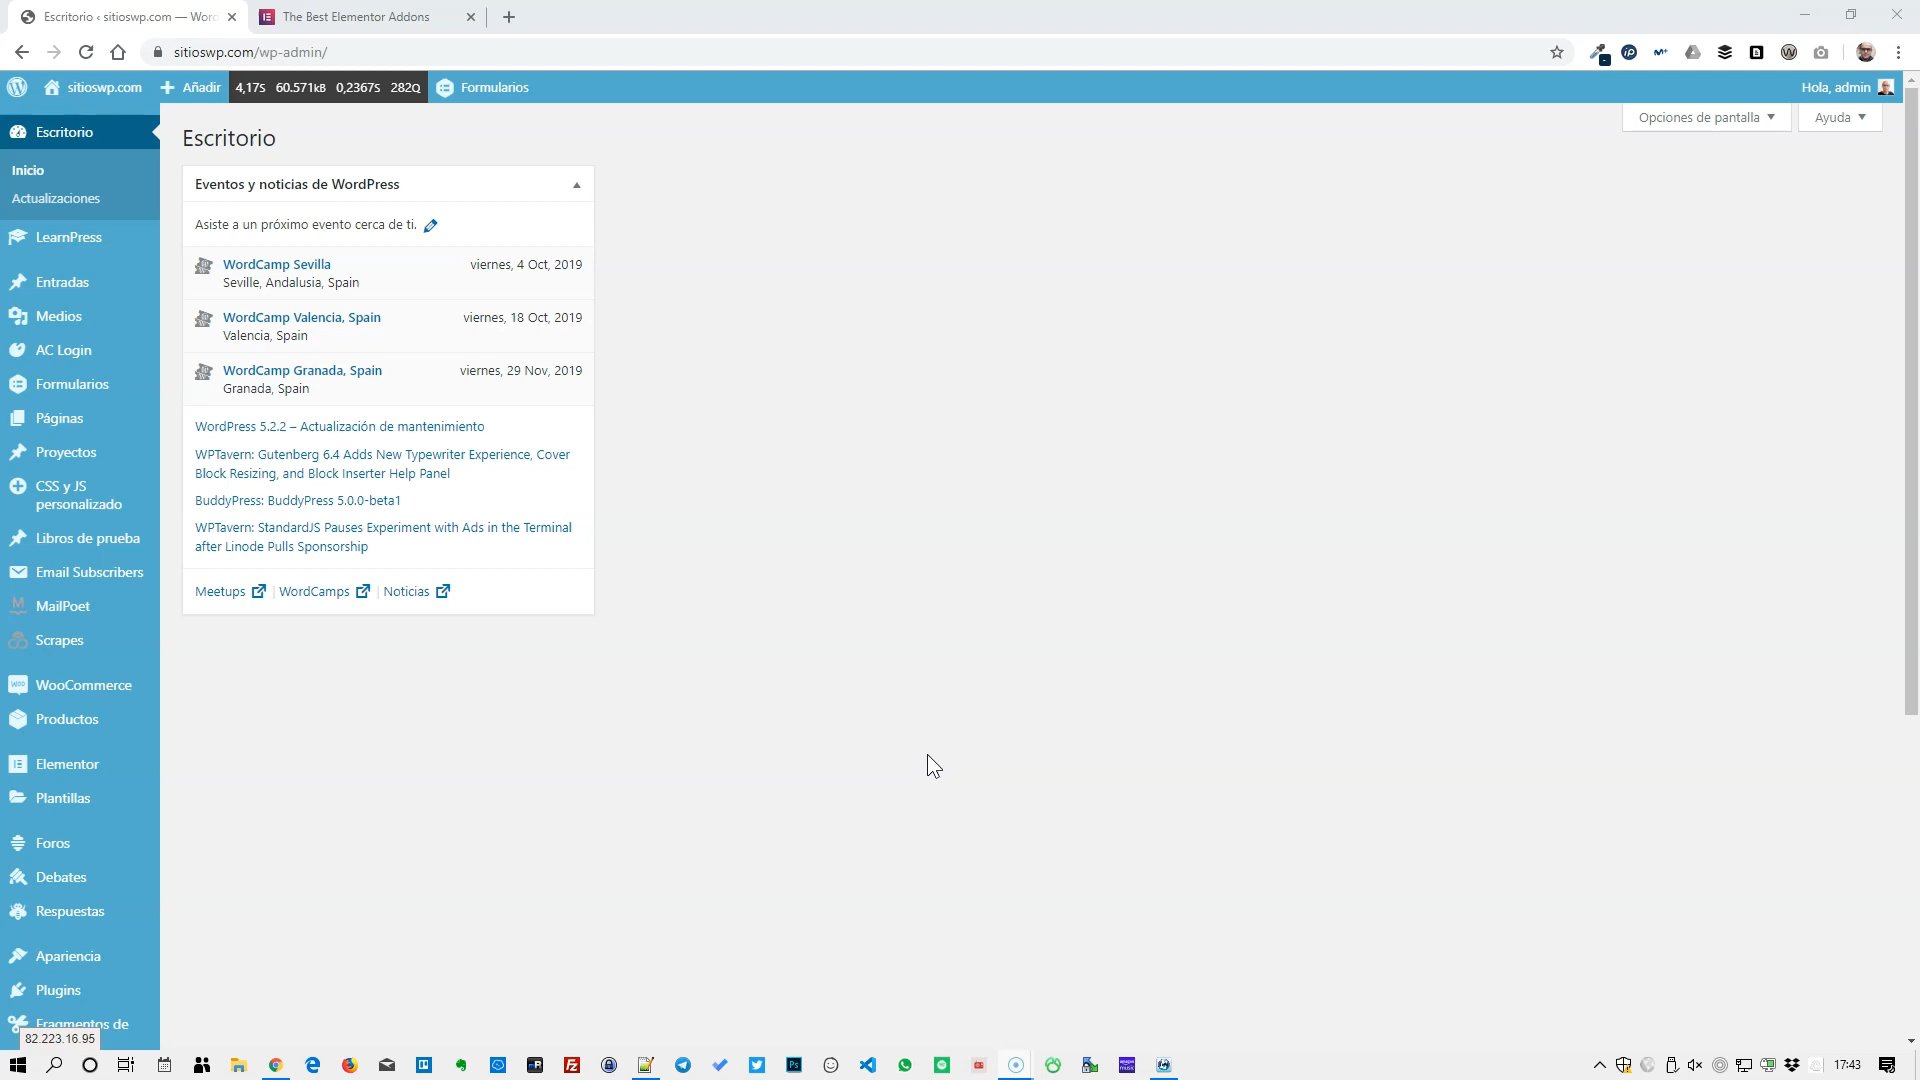 Escritorio ‹ sitioswp.com — Wor
The Best Elementor Addons
sitioswp.com/wp-admin/
sitioswp.com
Añadir
4,17s 60.571kB 0,2367s 282Q
Formularios
Hola, admin
Opciones de pantalla
Ayuda
Escritorio
Inicio
Actualizaciones
LearnPress
Entradas
Medios
AC Login
Formularios
Páginas
Proyectos
CSS y JS
personalizado
Libros de prueba
Email Subscribers
MailPoet
Scrapes
WooCommerce
Productos
Elementor
Plantillas
Foros
Debates
Respuestas
Apariencia
Plugins
Fragmentos de
82.223.16.95
Escritorio
Eventos y noticias de WordPress
Asiste a un próximo evento cerca de ti.
WordCamp Sevilla viernes, 4 Oct, 2019
Seville, Andalusia, Spain
WordCamp Valencia, Spain viernes, 18 Oct, 2019
Valencia, Spain
WordCamp Granada, Spain viernes, 29 Nov, 2019
Granada, Spain
WordPress 5.2.2 – Actualización de mantenimiento
WPTavern: Gutenberg 6.4 Adds New Typewriter Experience, Cover
Block Resizing, and Block Inserter Help Panel
BuddyPress: BuddyPress 5.0.0-beta1
WPTavern: StandardJS Pauses Experiment with Ads in the Terminal
after Linode Pulls Sponsorship
Meetups | WordCamps | Noticias
17:43